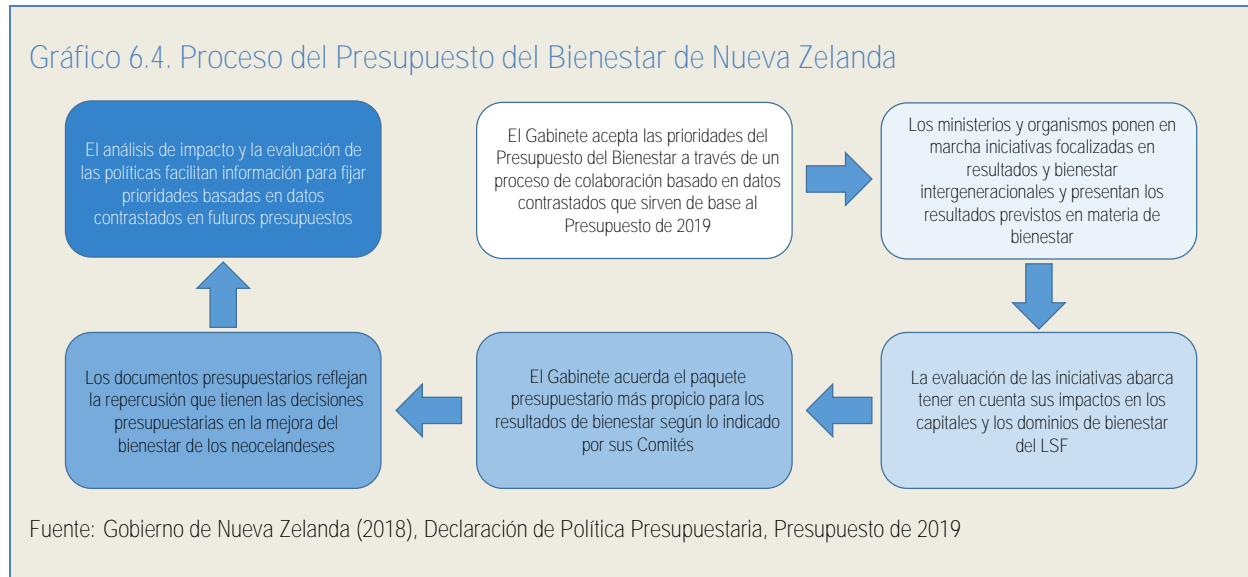 Gráfico 6.4. Proceso del Presupuesto del Bienestar de Nueva Zelanda
El análisis de impacto y la evaluación de
las políticas facilitan información para fijar
prioridades basadas en datos
contrastados en futuros presupuestos
El Gabinete acepta las prioridades del
Presupuesto del Bienestar a través de un
proceso de colaboración basado en datos
contrastados que sirven de base al
Presupuesto de 2019
Los ministerios y organismos ponen en
marcha iniciativas focalizadas en
resultados y bienestar
intergeneracionales y presentan los
resultados previstos en materia de
bienestar
Los documentos presupuestarios reflejan
la repercusión que tienen las decisiones
presupuestarias en la mejora del
bienestar de los neocelandeses
El Gabinete acuerda el paquete
presupuestario más propicio para los
resultados de bienestar según lo indicado
por sus Comités
La evaluación de las iniciativas abarca
tener en cuenta sus impactos en los
capitales y los dominios de bienestar
del LSF
Fuente: Gobierno de Nueva Zelanda (2018), Declaración de Política Presupuestaria, Presupuesto de 2019